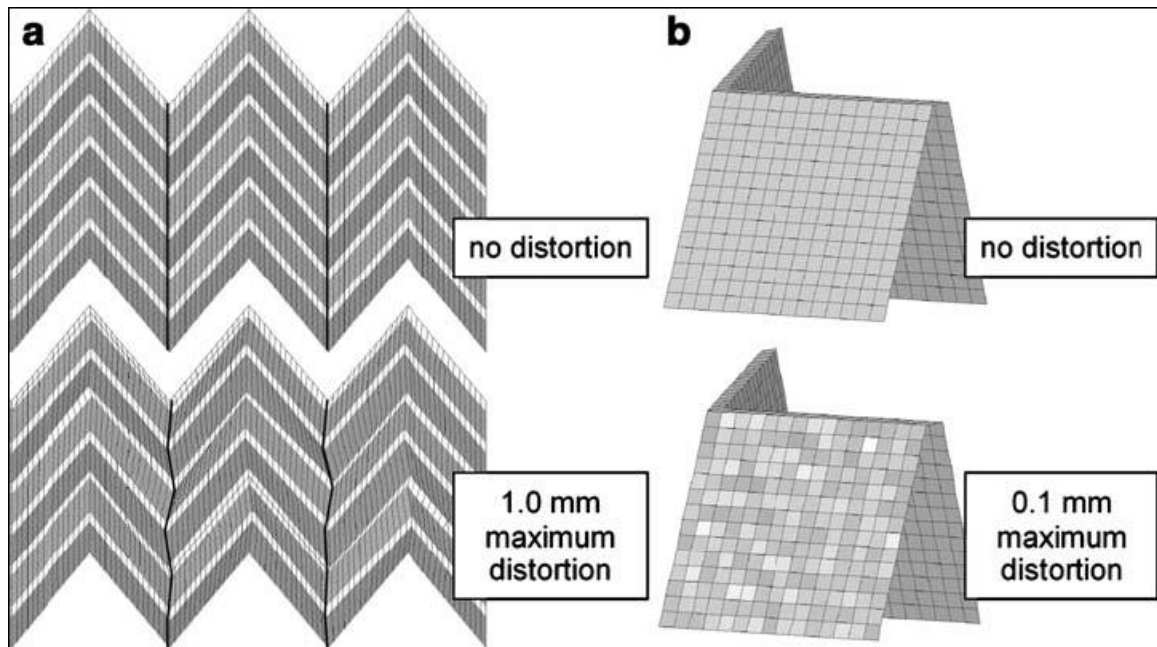 a
b
no distortion
no distortion
1.0 mm
maximum
distortion
0.1 mm
maximum
distortion